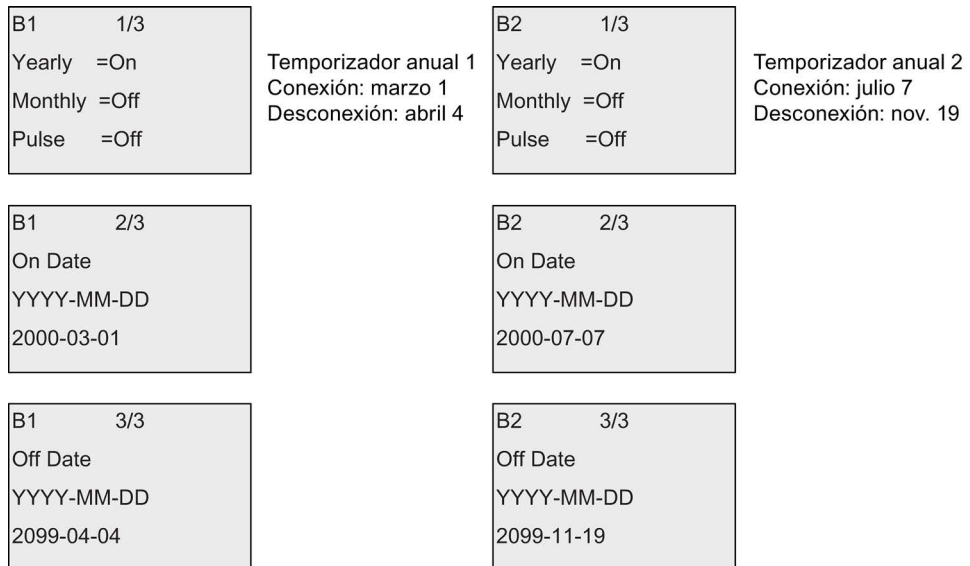 B1 1/3
Yearly =On
Monthly =Off
Pulse =Off
Temporizador anual 1
Conexión: marzo 1
Desconexión: abril 4
B2 1/3
Yearly =On
Monthly =Off
Pulse =Off
Temporizador anual 2
Conexión: julio 7
Desconexión: nov. 19
B1 2/3
On Date
YYYY-MM-DD
2000-03-01
B2 2/3
On Date
YYYY-MM-DD
2000-07-07
B1 3/3
Off Date
YYYY-MM-DD
2099-04-04
B2 3/3
Off Date
YYYY-MM-DD
2099-11-19